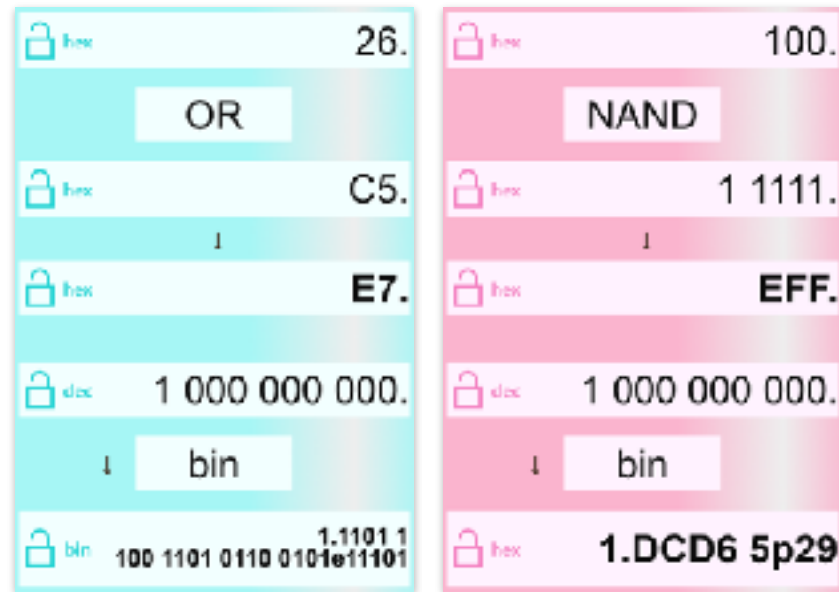 hex 26.
OR
hex C5.
↓
hex E7.
dec 1 000 000 000.
↓ bin
bin 1.1101 1
100 1101 0110 0101e11101
hex 100.
NAND
hex 1 1111.
↓
hex EFF.
dec 1 000 000 000.
↓ bin
hex 1.DCD6 5p29